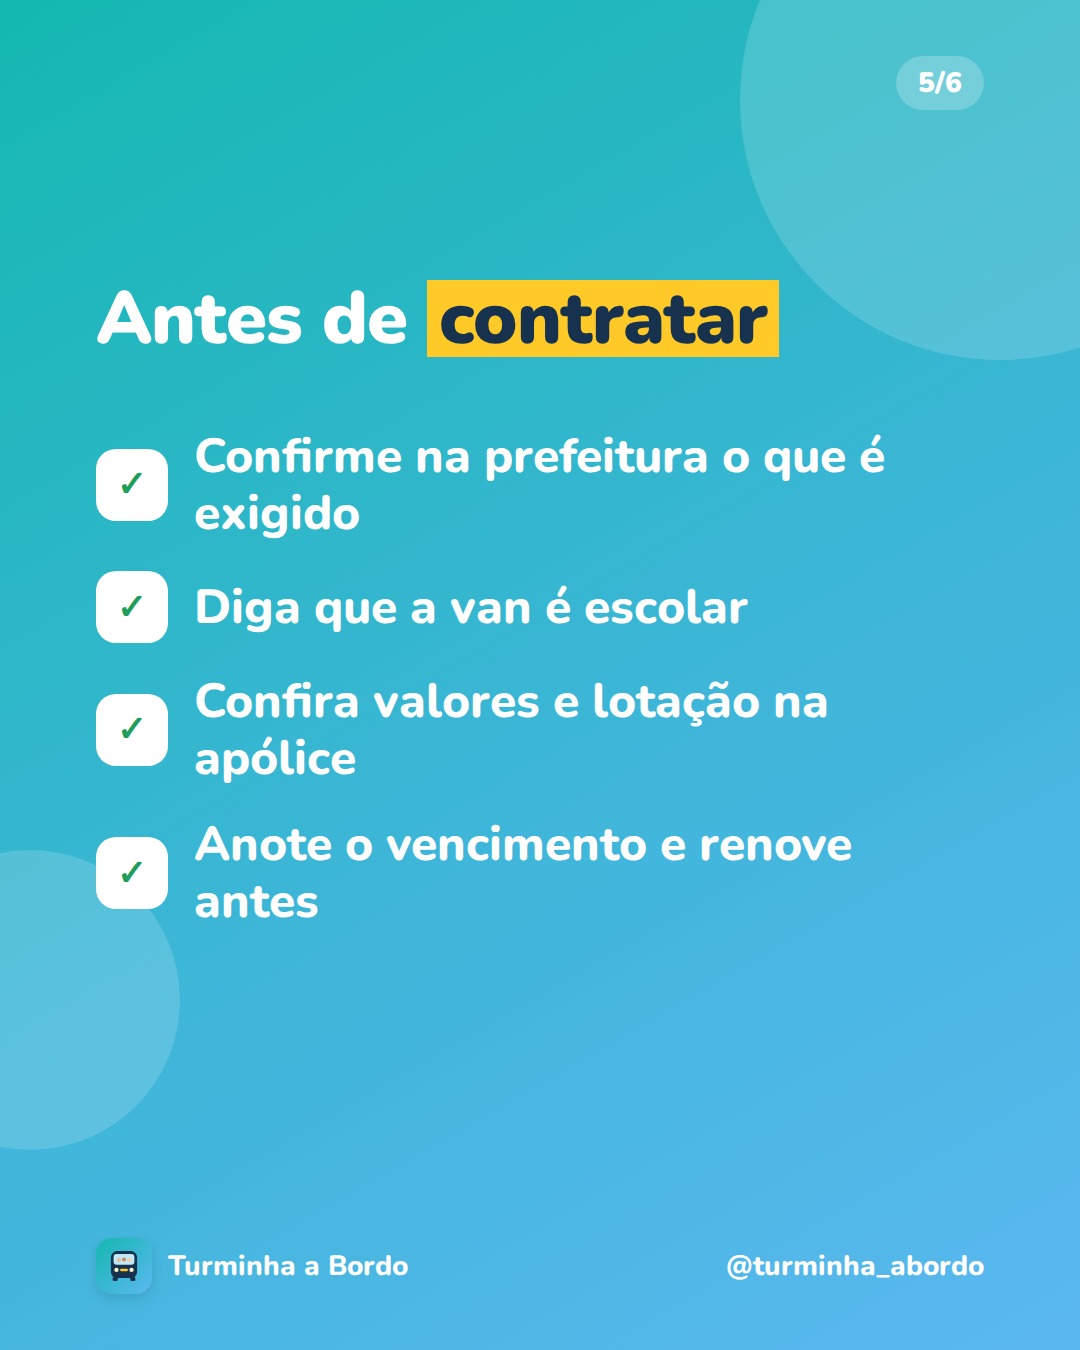 5/6
Antes de contratar
✓ Confirme na prefeitura o que é
exigido
✓ Diga que a van é escolar
✓ Confira valores e lotação na
apólice
✓ Anote o vencimento e renove
antes
Turminha a Bordo
@turminha_abordo